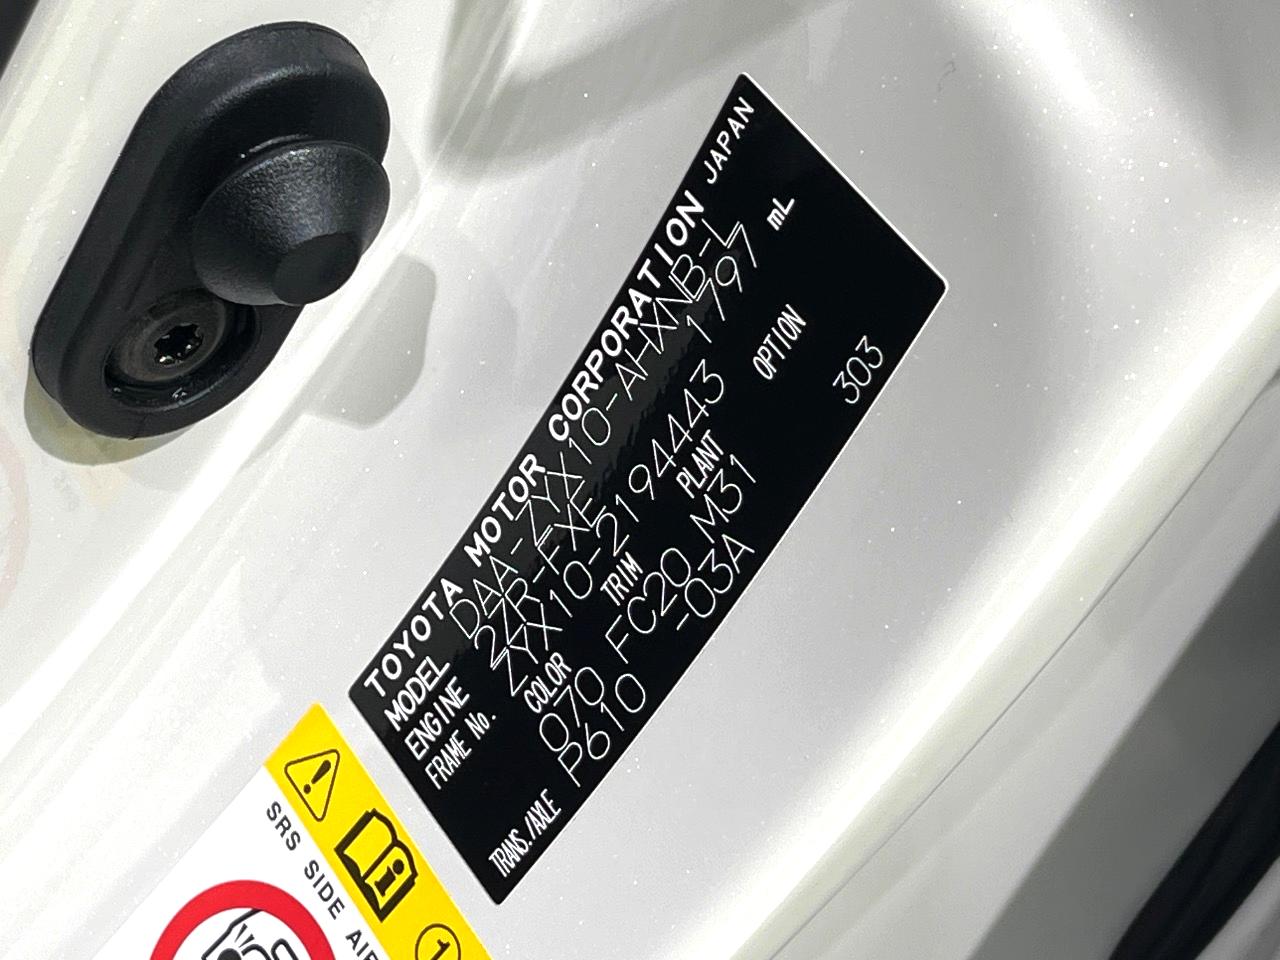 TOYOTA MOTOR CORPORATION JAPAN
MODEL DAA-ZYX10-AHXNB-L
ENGINE 2ZR-FXE 1797 mL
FRAME No. ZYX10-2194443
COLOR TRIM PLANT OPTION
070 FC20 M31
TRANS./AXLE P610 -03A 303
SRS SIDE AIR
1